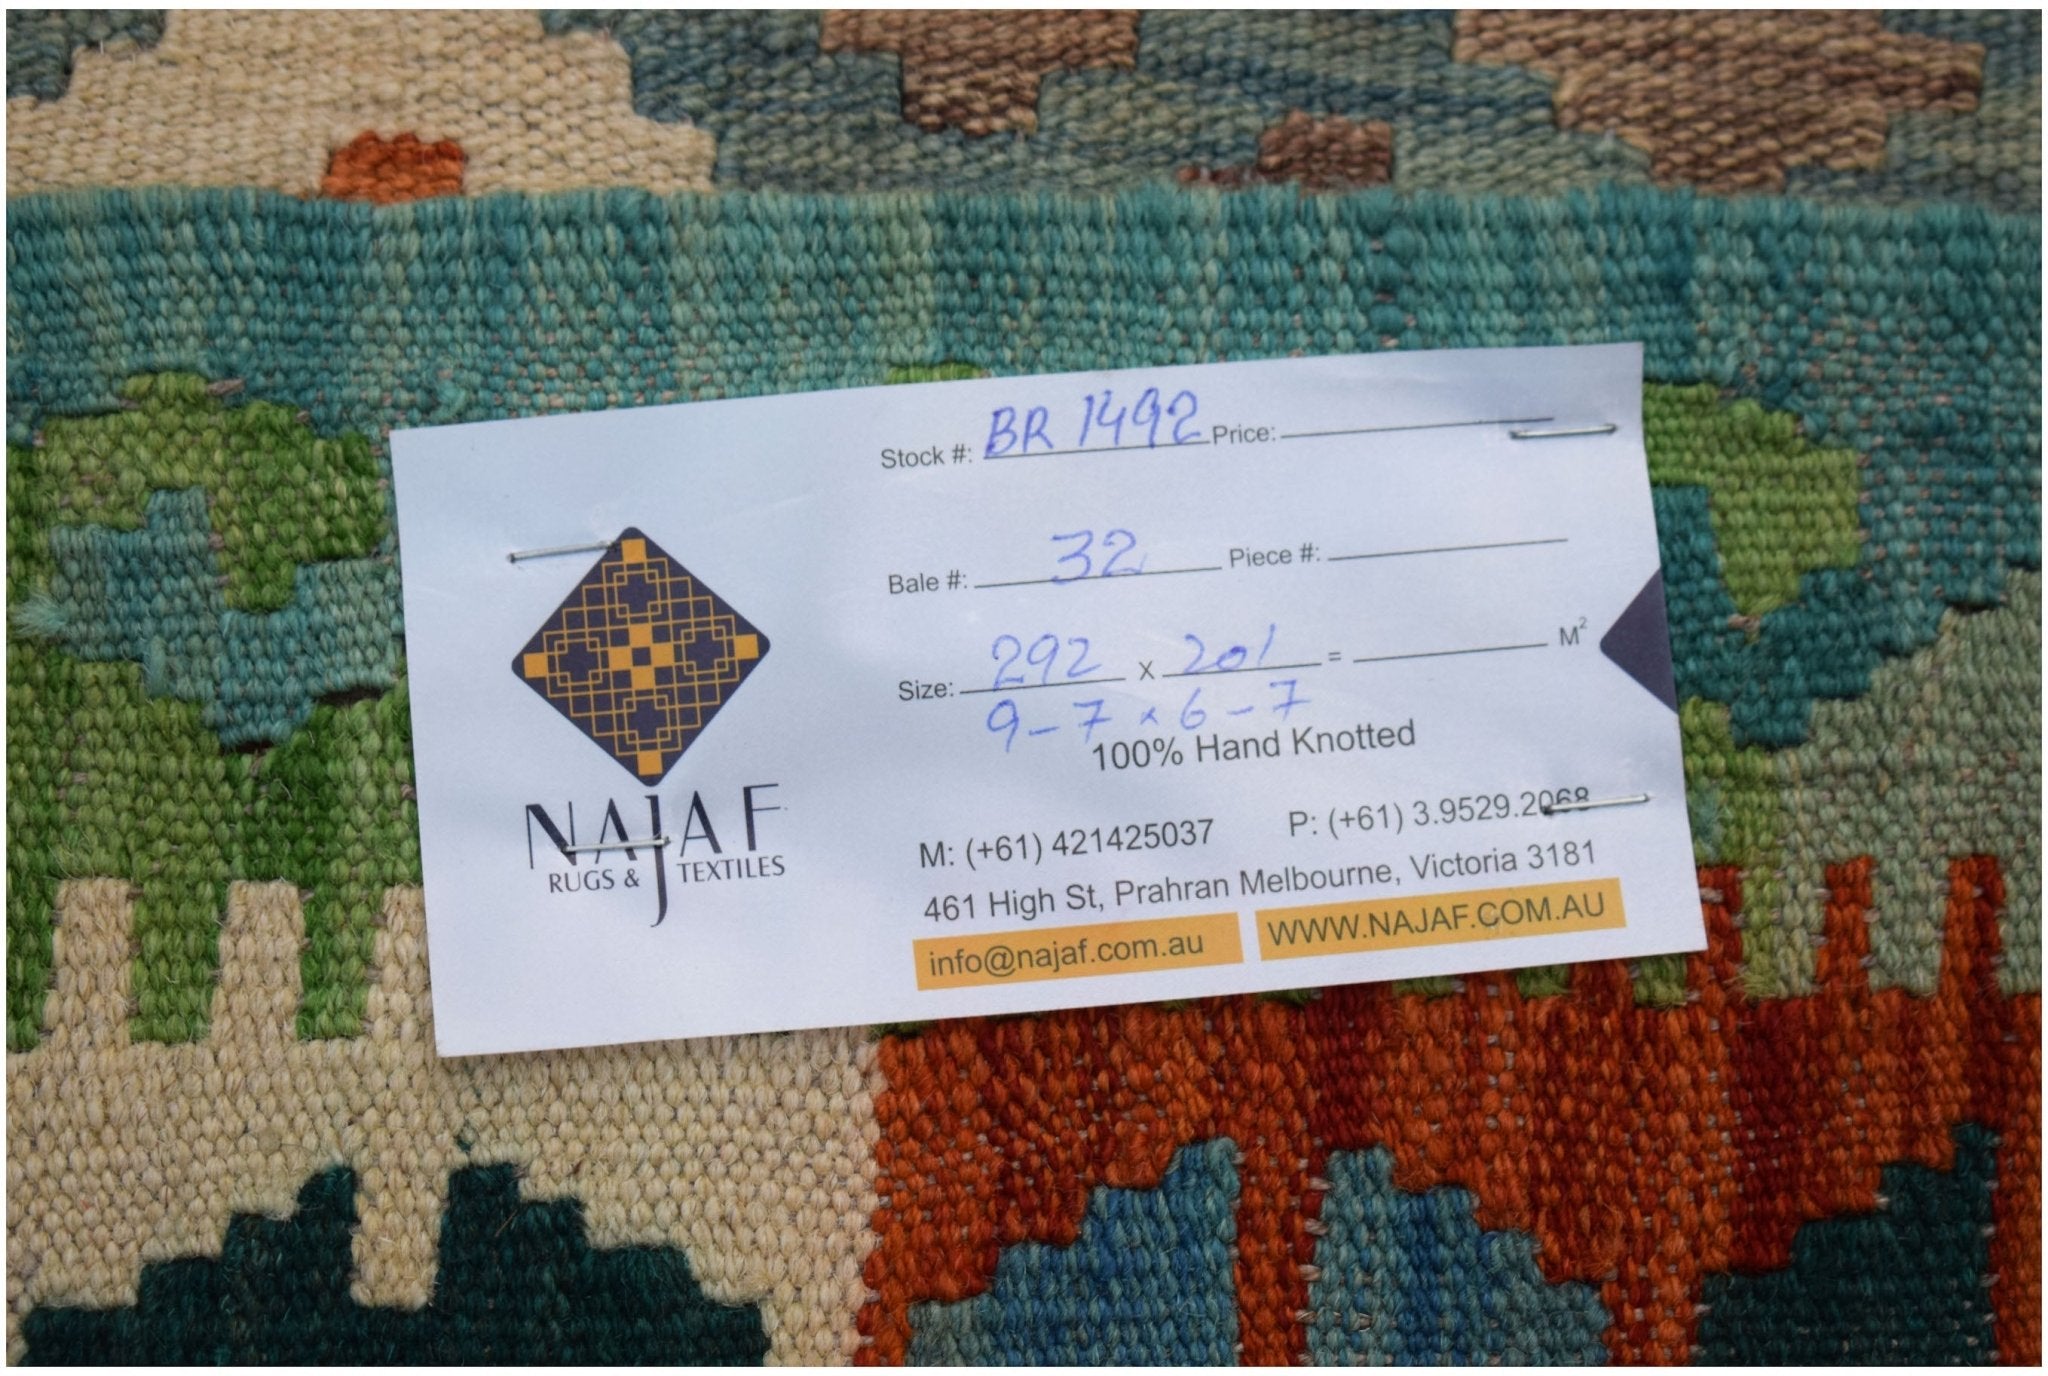 Stock #: BR 1492 Price:
Bale #: 32 Piece #:
Size: 292 x 201 = M²
9-7 x 6-7
100% Hand Knotted
NAJAF
RUGS & TEXTILES
M: (+61) 421425037 P: (+61) 3.9529.2068
461 High St, Prahran Melbourne, Victoria 3181
info@najaf.com.au WWW.NAJAF.COM.AU